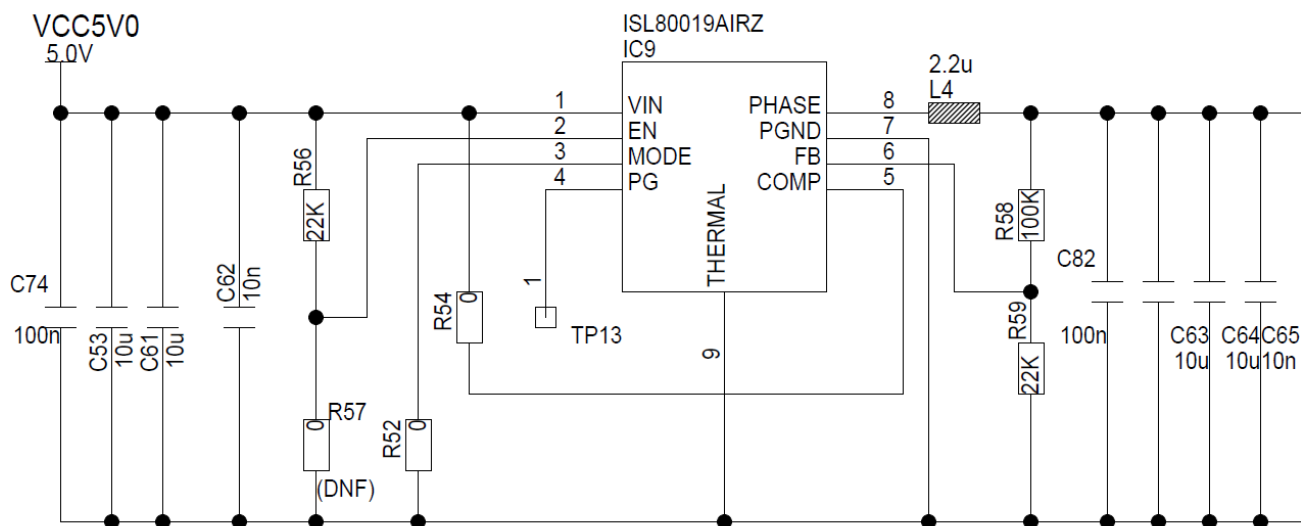 VCC5V0
5.0V
ISL80019AIRZ
IC9
2.2u
L4
1
2
3
4
VIN
EN
MODE
PG
PHASE
PGND
FB
COMP
8
7
6
5
THERMAL
9
R56
22K
R58
100K
C74
100n
C53
10u
C61
10u
C62
10n
R54
0
1
TP13
R59
22K
C82
100n
C63
10u
C64
10u
C65
10n
R57
0
(DNF)
R52
0